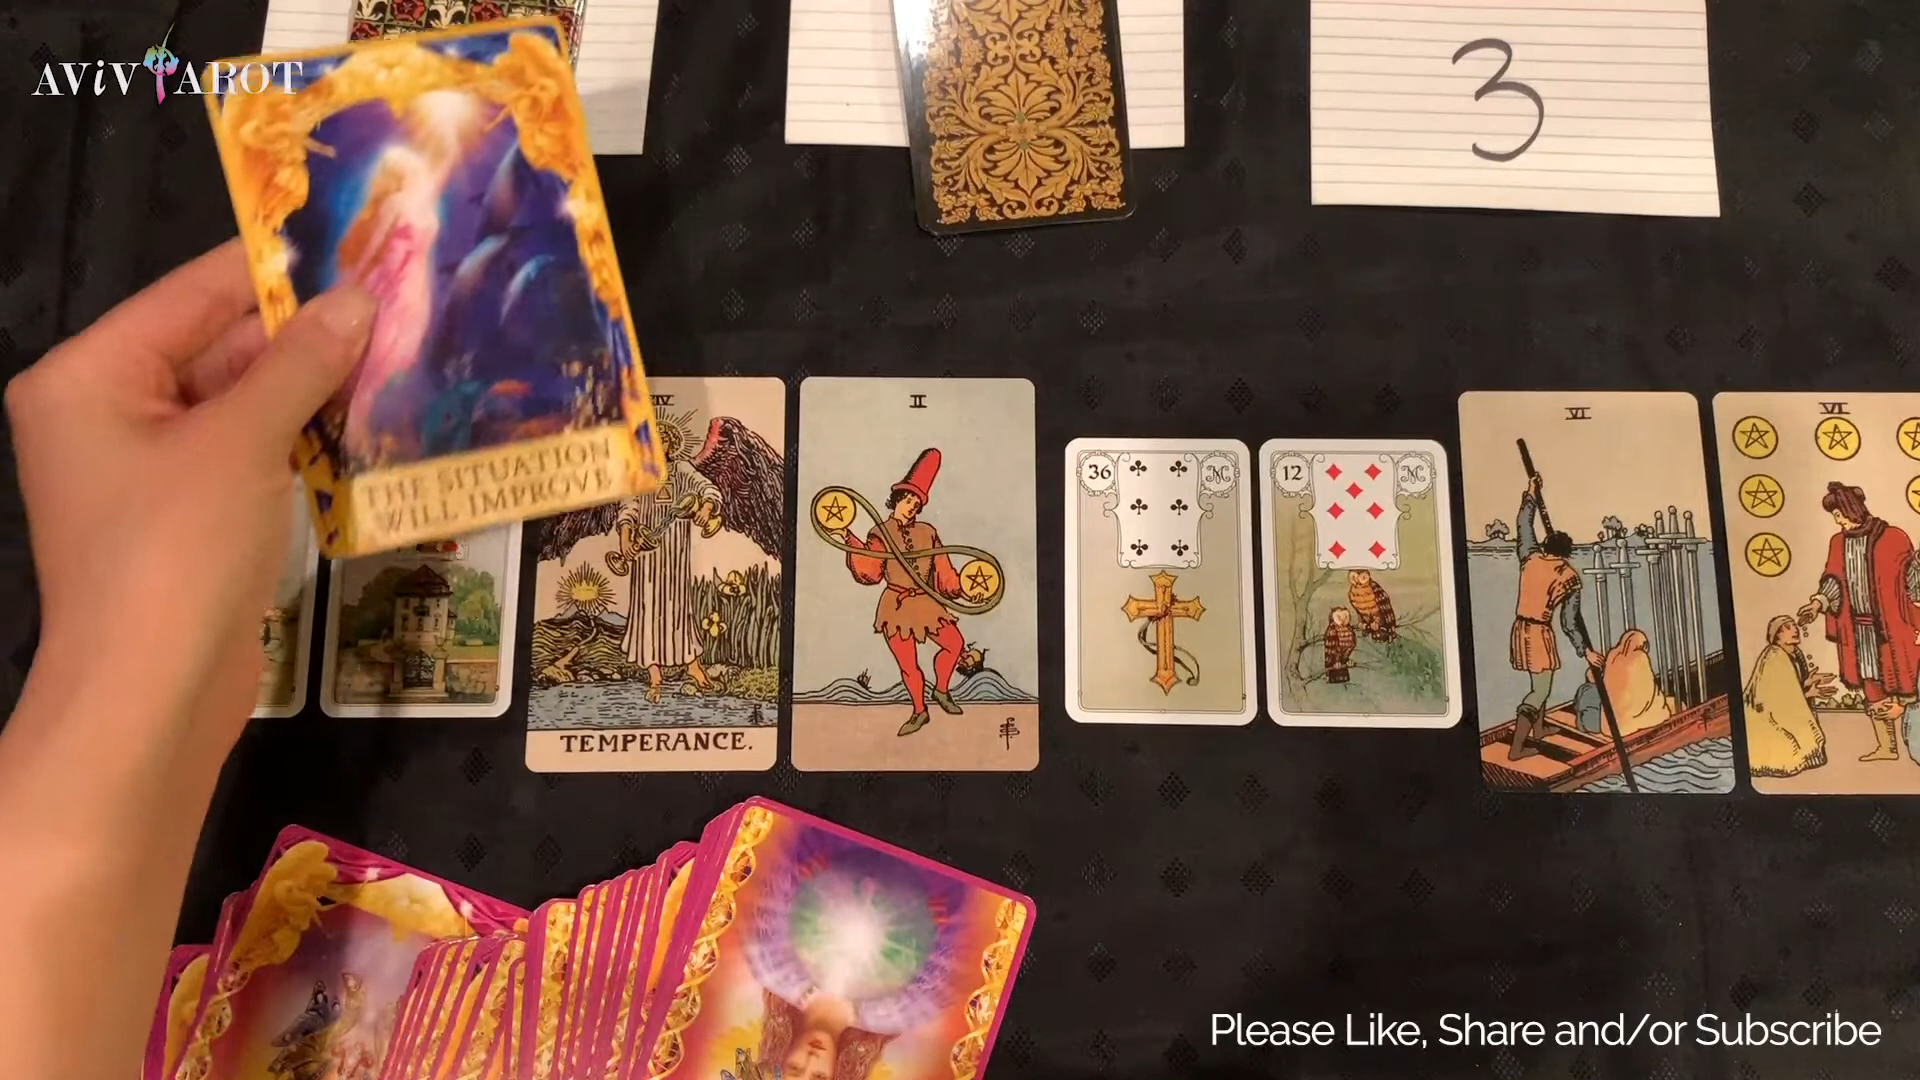 AViV TAROT
3
THE SITUATION
WILL IMPROVE
XIV
II
36
12
VI
VI
TEMPERANCE.
Please Like, Share and/or Subscribe